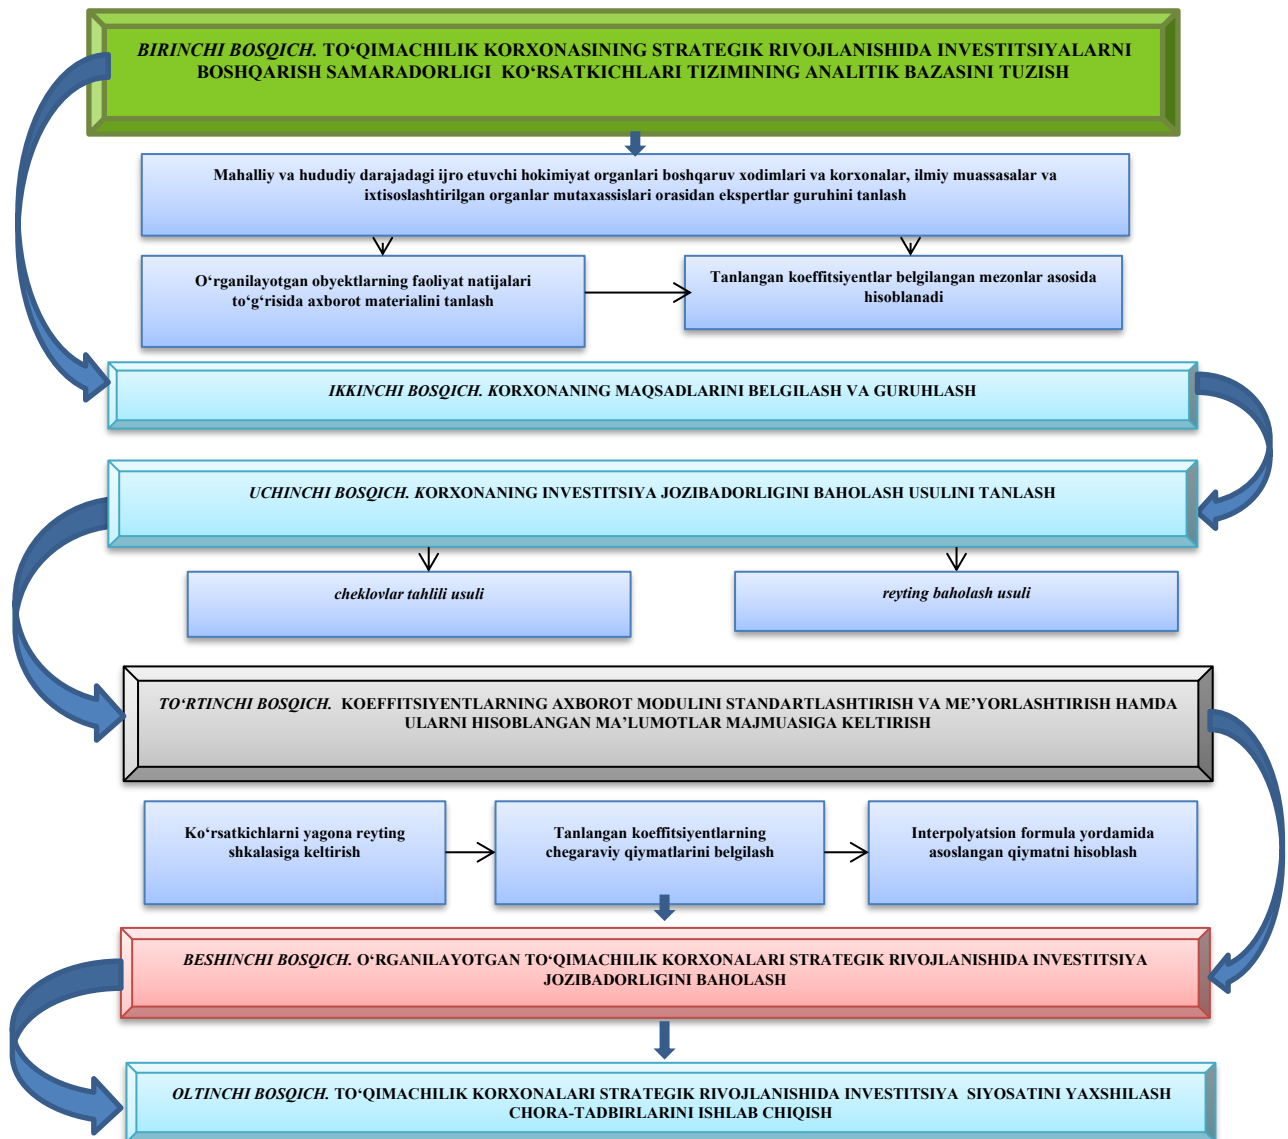 BIRINCHI BOSQICH. TO‘QIMACHILIK KORXONASINING STRATEGIK RIVOJLANISHIDA INVESTITSIYALARNI
BOSHQARISH SAMARADORLIGI KO‘RSATKICHLARI TIZIMINING ANALITIK BAZASINI TUZISH
Mahalliy va hududiy darajadagi ijro etuvchi hokimiyat organlari boshqaruv xodimlari va korxonalar, ilmiy muassasalar va
ixtisoslashtirilgan organlar mutaxassislari orasidan ekspertlar guruhini tanlash
O‘rganilayotgan obyektlarning faoliyat natijalari
to‘g‘risida axborot materialini tanlash
Tanlangan koeffitsiyentlar belgilangan mezonlar asosida
hisoblanadi
IKKINCHI BOSQICH. KORXONANING MAQSADLARINI BELGILASH VA GURUHLASH
UCHINCHI BOSQICH. KORXONANING INVESTITSIYA JOZIBADORLIGINI BAHOLASH USULINI TANLASH
cheklovlar tahlili usuli
reyting baholash usuli
TO‘RTINCHI BOSQICH. KOEFFITSIYENTLARNING AXBOROT MODULINI STANDARTLASHTIRISH VA ME’YORLASHTIRISH HAMDA
ULARNI HISOBLANGAN MA’LUMOTLAR MAJMUASIGA KELTIRISH
Ko‘rsatkichlarni yagona reyting
shkalasiga keltirish
Tanlangan koeffitsiyentlarning
chegaraviy qiymatlarini belgilash
Interpolyatsion formula yordamida
asoslangan qiymatni hisoblash
BESHINCHI BOSQICH. O‘RGANILAYOTGAN TO‘QIMACHILIK KORXONALARI STRATEGIK RIVOJLANISHIDA INVESTITSIYA
JOZIBADORLIGINI BAHOLASH
OLTINCHI BOSQICH. TO‘QIMACHILIK KORXONALARI STRATEGIK RIVOJLANISHIDA INVESTITSIYA SIYOSATINI YAXSHILASH
CHORA-TADBIRLARINI ISHLAB CHIQISH